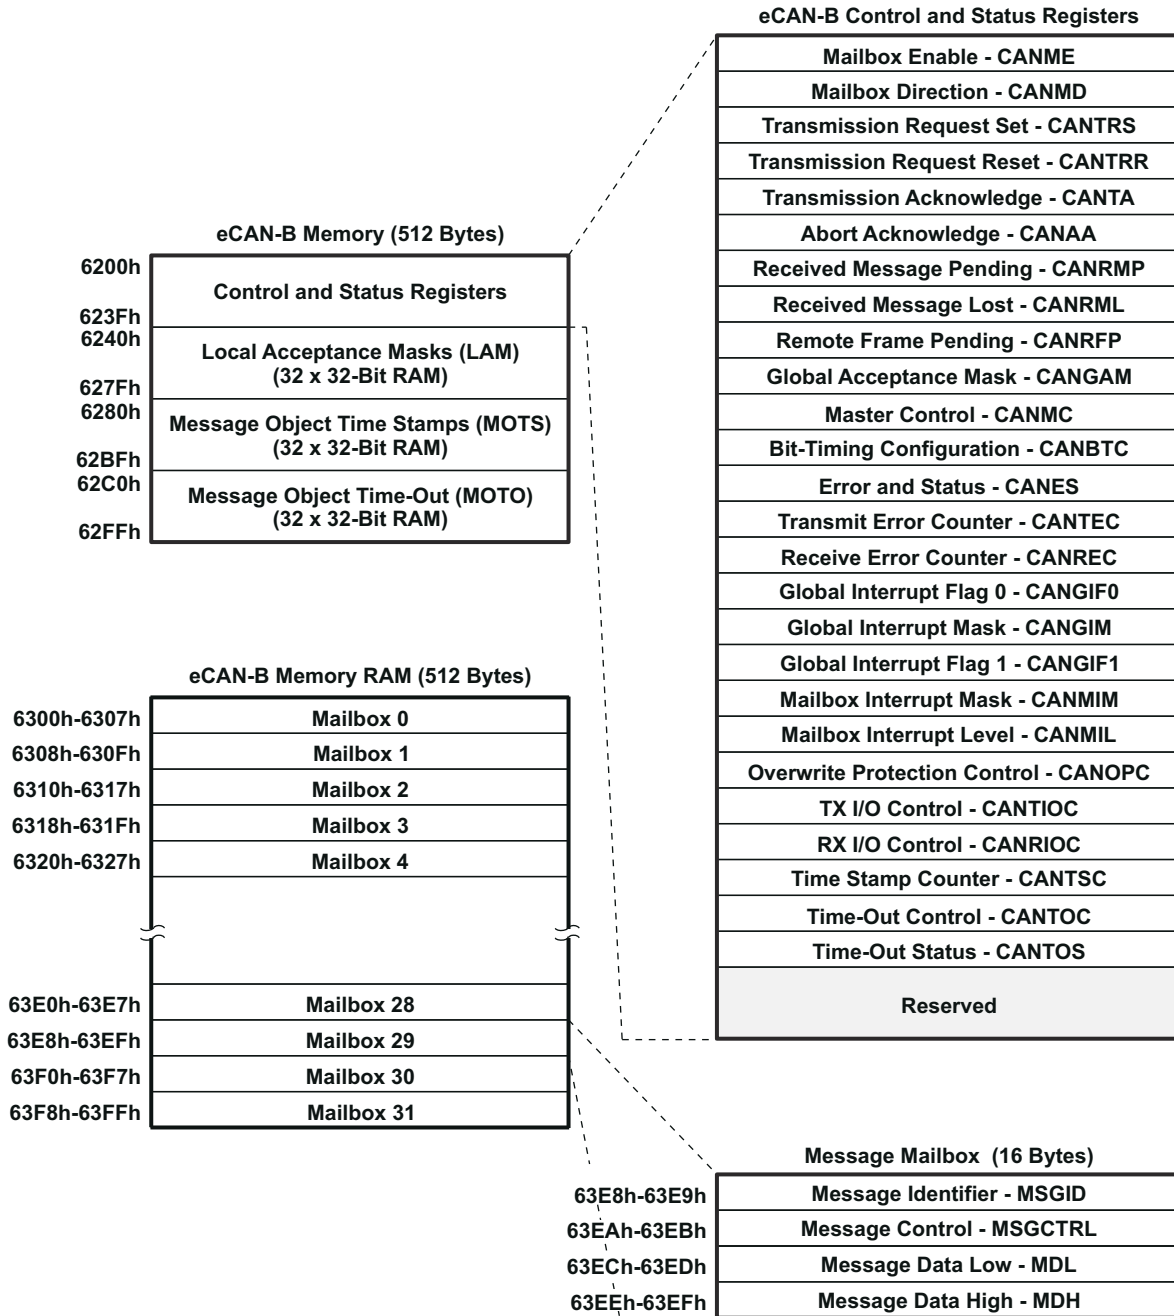 eCAN-B Control and Status Registers
Mailbox Enable - CANME
Mailbox Direction - CANMD
Transmission Request Set - CANTRS
Transmission Request Reset - CANTRR
Transmission Acknowledge - CANTA
Abort Acknowledge - CANAA
Received Message Pending - CANRMP
Received Message Lost - CANRML
Remote Frame Pending - CANRFP
Global Acceptance Mask - CANGAM
Master Control - CANMC
Bit-Timing Configuration - CANBTC
Error and Status - CANES
Transmit Error Counter - CANTEC
Receive Error Counter - CANREC
Global Interrupt Flag 0 - CANGIF0
Global Interrupt Mask - CANGIM
Global Interrupt Flag 1 - CANGIF1
Mailbox Interrupt Mask - CANMIM
Mailbox Interrupt Level - CANMIL
Overwrite Protection Control - CANOPC
TX I/O Control - CANTIOC
RX I/O Control - CANRIOC
Time Stamp Counter - CANTSC
Time-Out Control - CANTOC
Time-Out Status - CANTOS
Reserved
eCAN-B Memory (512 Bytes)
6200h
Control and Status Registers
623Fh
6240h
Local Acceptance Masks (LAM)
(32 x 32-Bit RAM)
627Fh
6280h
Message Object Time Stamps (MOTS)
(32 x 32-Bit RAM)
62BFh
62C0h
Message Object Time-Out (MOTO)
(32 x 32-Bit RAM)
62FFh
eCAN-B Memory RAM (512 Bytes)
6300h-6307h Mailbox 0
6308h-630Fh Mailbox 1
6310h-6317h Mailbox 2
6318h-631Fh Mailbox 3
6320h-6327h Mailbox 4
63E0h-63E7h Mailbox 28
63E8h-63EFh Mailbox 29
63F0h-63F7h Mailbox 30
63F8h-63FFh Mailbox 31
Message Mailbox (16 Bytes)
63E8h-63E9h Message Identifier - MSGID
63EAh-63EBh Message Control - MSGCTRL
63ECh-63EDh Message Data Low - MDL
63EEh-63EFh Message Data High - MDH